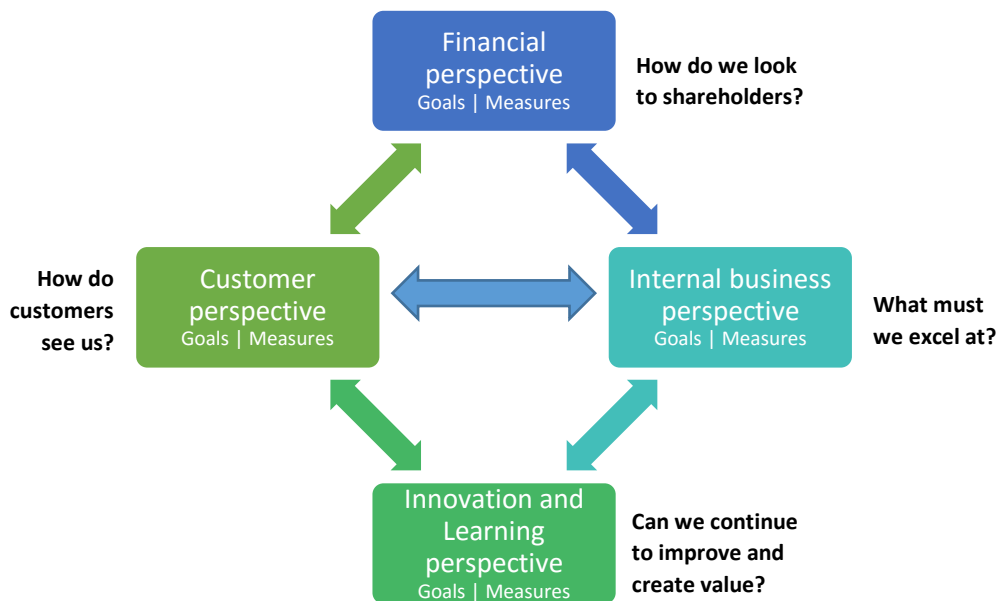 Financial
perspective
Goals | Measures
How do we look
to shareholders?
How do
customers
see us?
Customer
perspective
Goals | Measures
Internal business
perspective
Goals | Measures
What must
we excel at?
Innovation and
Learning
perspective
Goals | Measures
Can we continue
to improve and
create value?